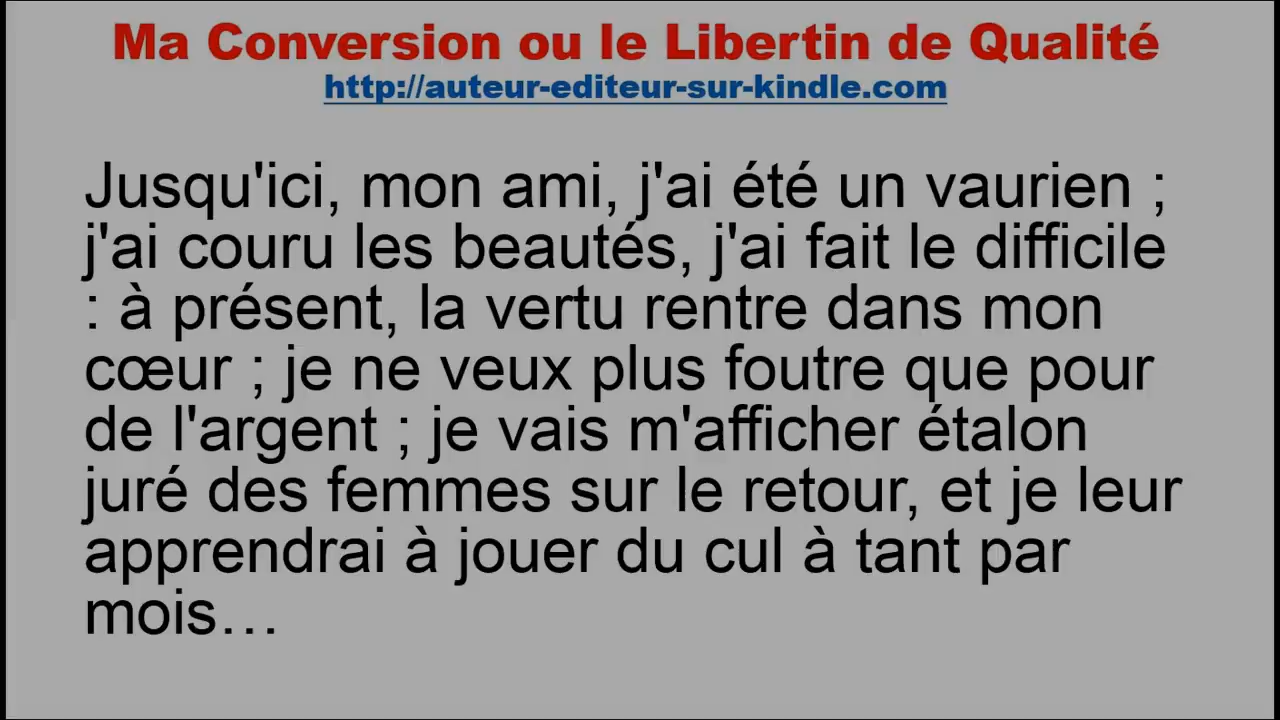 Ma Conversion ou le Libertin de Qualité
http://auteur-editeur-sur-kindle.com
Jusqu'ici, mon ami, j'ai été un vaurien ;
j'ai couru les beautés, j'ai fait le difficile
: à présent, la vertu rentre dans mon
cœur ; je ne veux plus foutre que pour
de l'argent ; je vais m'afficher étalon
juré des femmes sur le retour, et je leur
apprendrai à jouer du cul à tant par
mois…